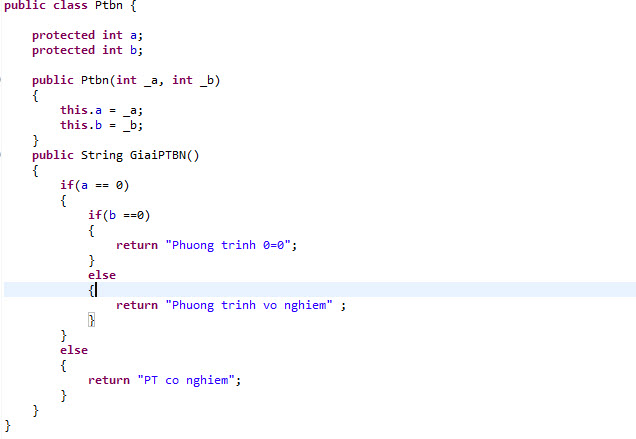 public class Ptbn {
protected int a;
protected int b;
public Ptbn(int _a, int _b)
{
this.a = _a;
this.b = _b;
}
public String GiaiPTBN()
{
if(a == 0)
{
if(b ==0)
{
return "Phuong trinh 0=0";
}
else
{
return "Phuong trinh vo nghiem" ;
}
}
else
{
return "PT co nghiem";
}
}
}